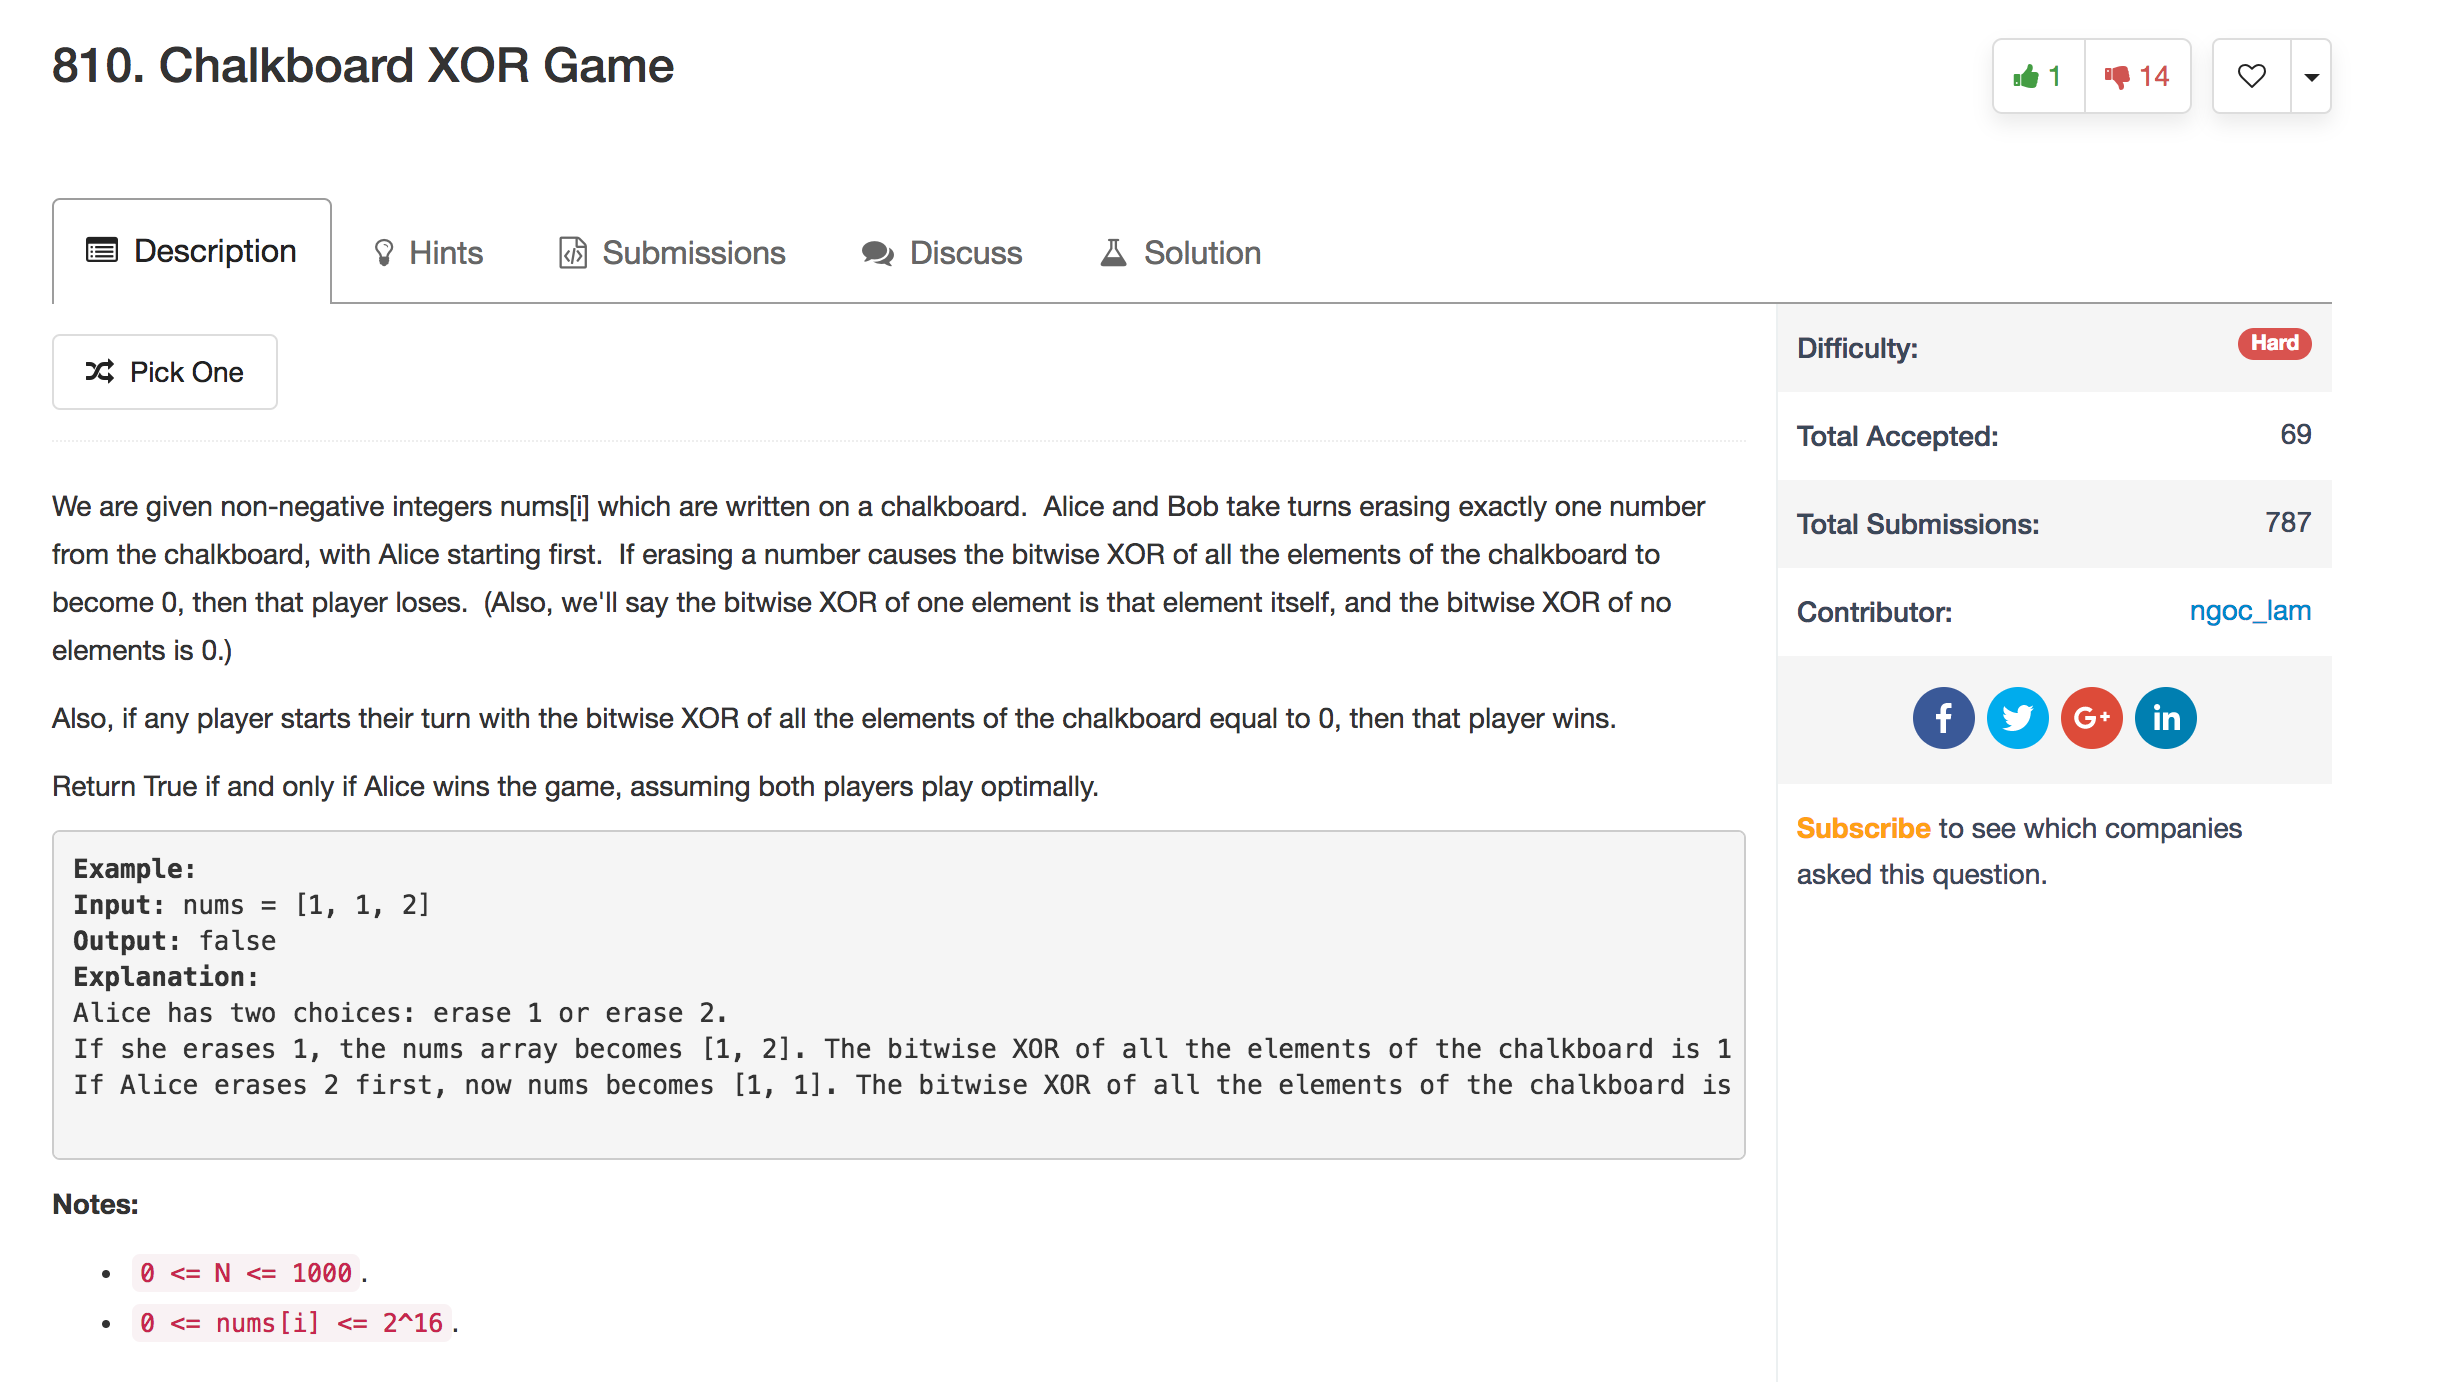 810. Chalkboard XOR Game
1
14
Description
Hints
Submissions
Discuss
Solution
Pick One
We are given non-negative integers nums[i] which are written on a chalkboard.  Alice and Bob take turns erasing exactly one number
from the chalkboard, with Alice starting first.  If erasing a number causes the bitwise XOR of all the elements of the chalkboard to
become 0, then that player loses.  (Also, we'll say the bitwise XOR of one element is that element itself, and the bitwise XOR of no
elements is 0.)
Also, if any player starts their turn with the bitwise XOR of all the elements of the chalkboard equal to 0, then that player wins.
Return True if and only if Alice wins the game, assuming both players play optimally.
Example:
Input: nums = [1, 1, 2]
Output: false
Explanation:
Alice has two choices: erase 1 or erase 2.
If she erases 1, the nums array becomes [1, 2]. The bitwise XOR of all the elements of the chalkboard is 1
If Alice erases 2 first, now nums becomes [1, 1]. The bitwise XOR of all the elements of the chalkboard is
Notes:
• 0 <= N <= 1000.
• 0 <= nums[i] <= 2^16.
Difficulty: Hard
Total Accepted: 69
Total Submissions: 787
Contributor: ngoc_lam
f G+ in
Subscribe to see which companies
asked this question.